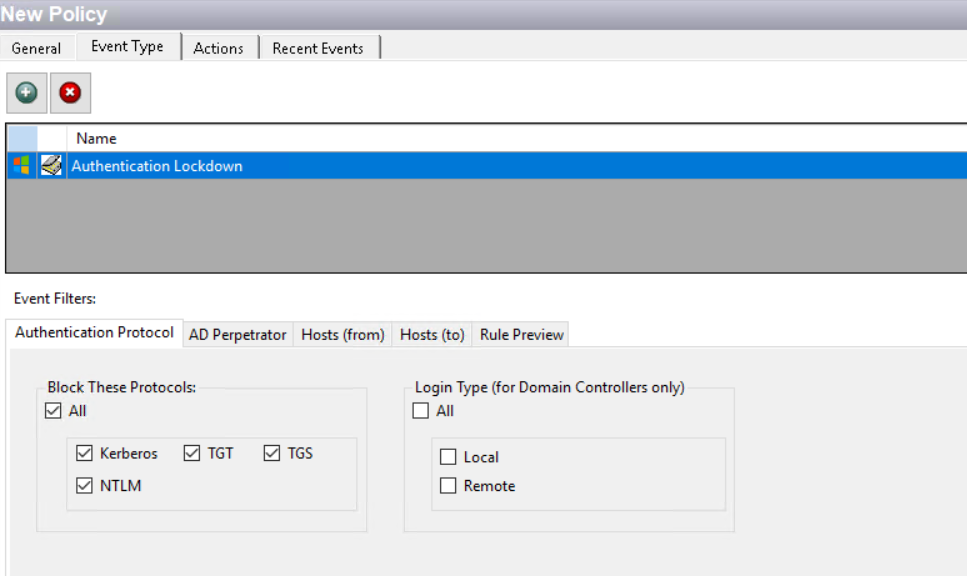 New Policy
General Event Type Actions Recent Events
Name
Authentication Lockdown
Event Filters:
Authentication Protocol AD Perpetrator Hosts (from) Hosts (to) Rule Preview
Block These Protocols: Login Type (for Domain Controllers only)
All All
Kerberos TGT TGS Local
NTLM Remote